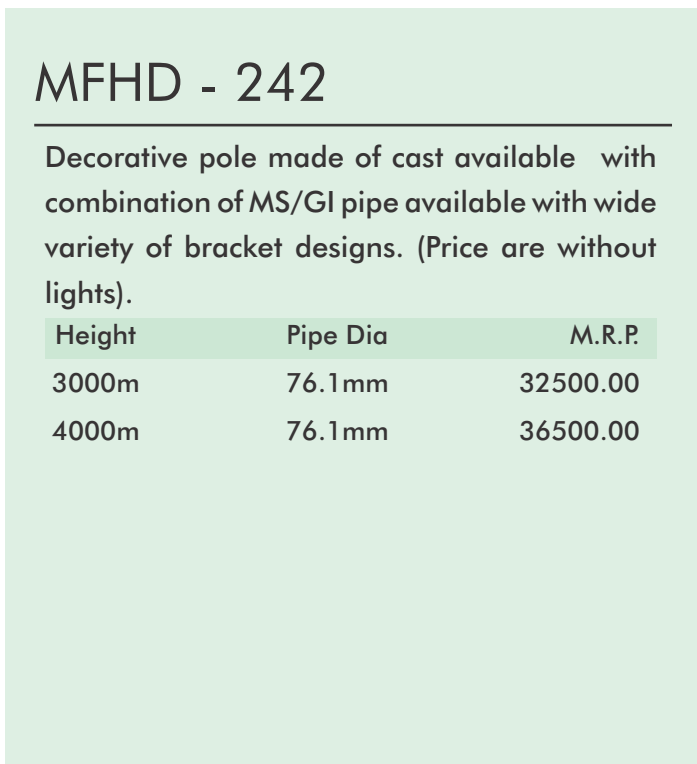 MFHD - 242
Decorative pole made of cast available with
combination of MS/GI pipe available with wide
variety of bracket designs. (Price are without
lights).
Height Pipe Dia M.R.P.
3000m 76.1mm 32500.00
4000m 76.1mm 36500.00